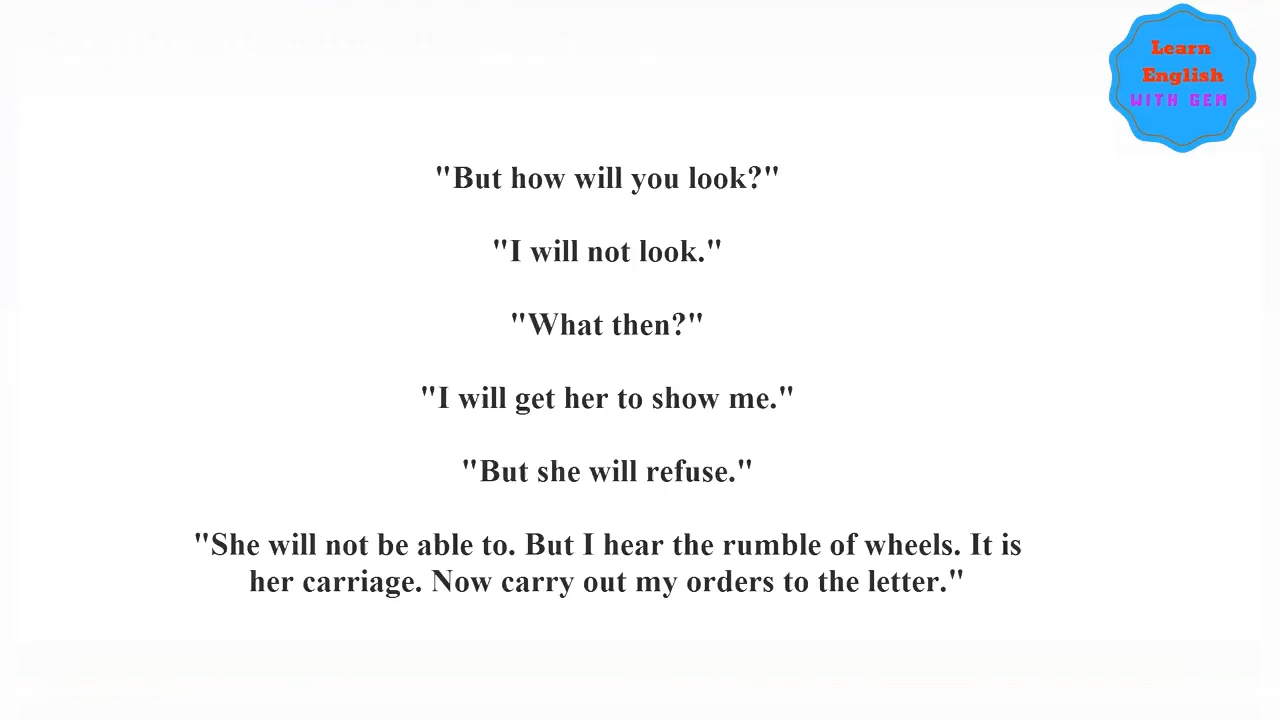 Learn
English
WITH GEM
"But how will you look?"
"I will not look."
"What then?"
"I will get her to show me."
"But she will refuse."
"She will not be able to. But I hear the rumble of wheels. It is
her carriage. Now carry out my orders to the letter."